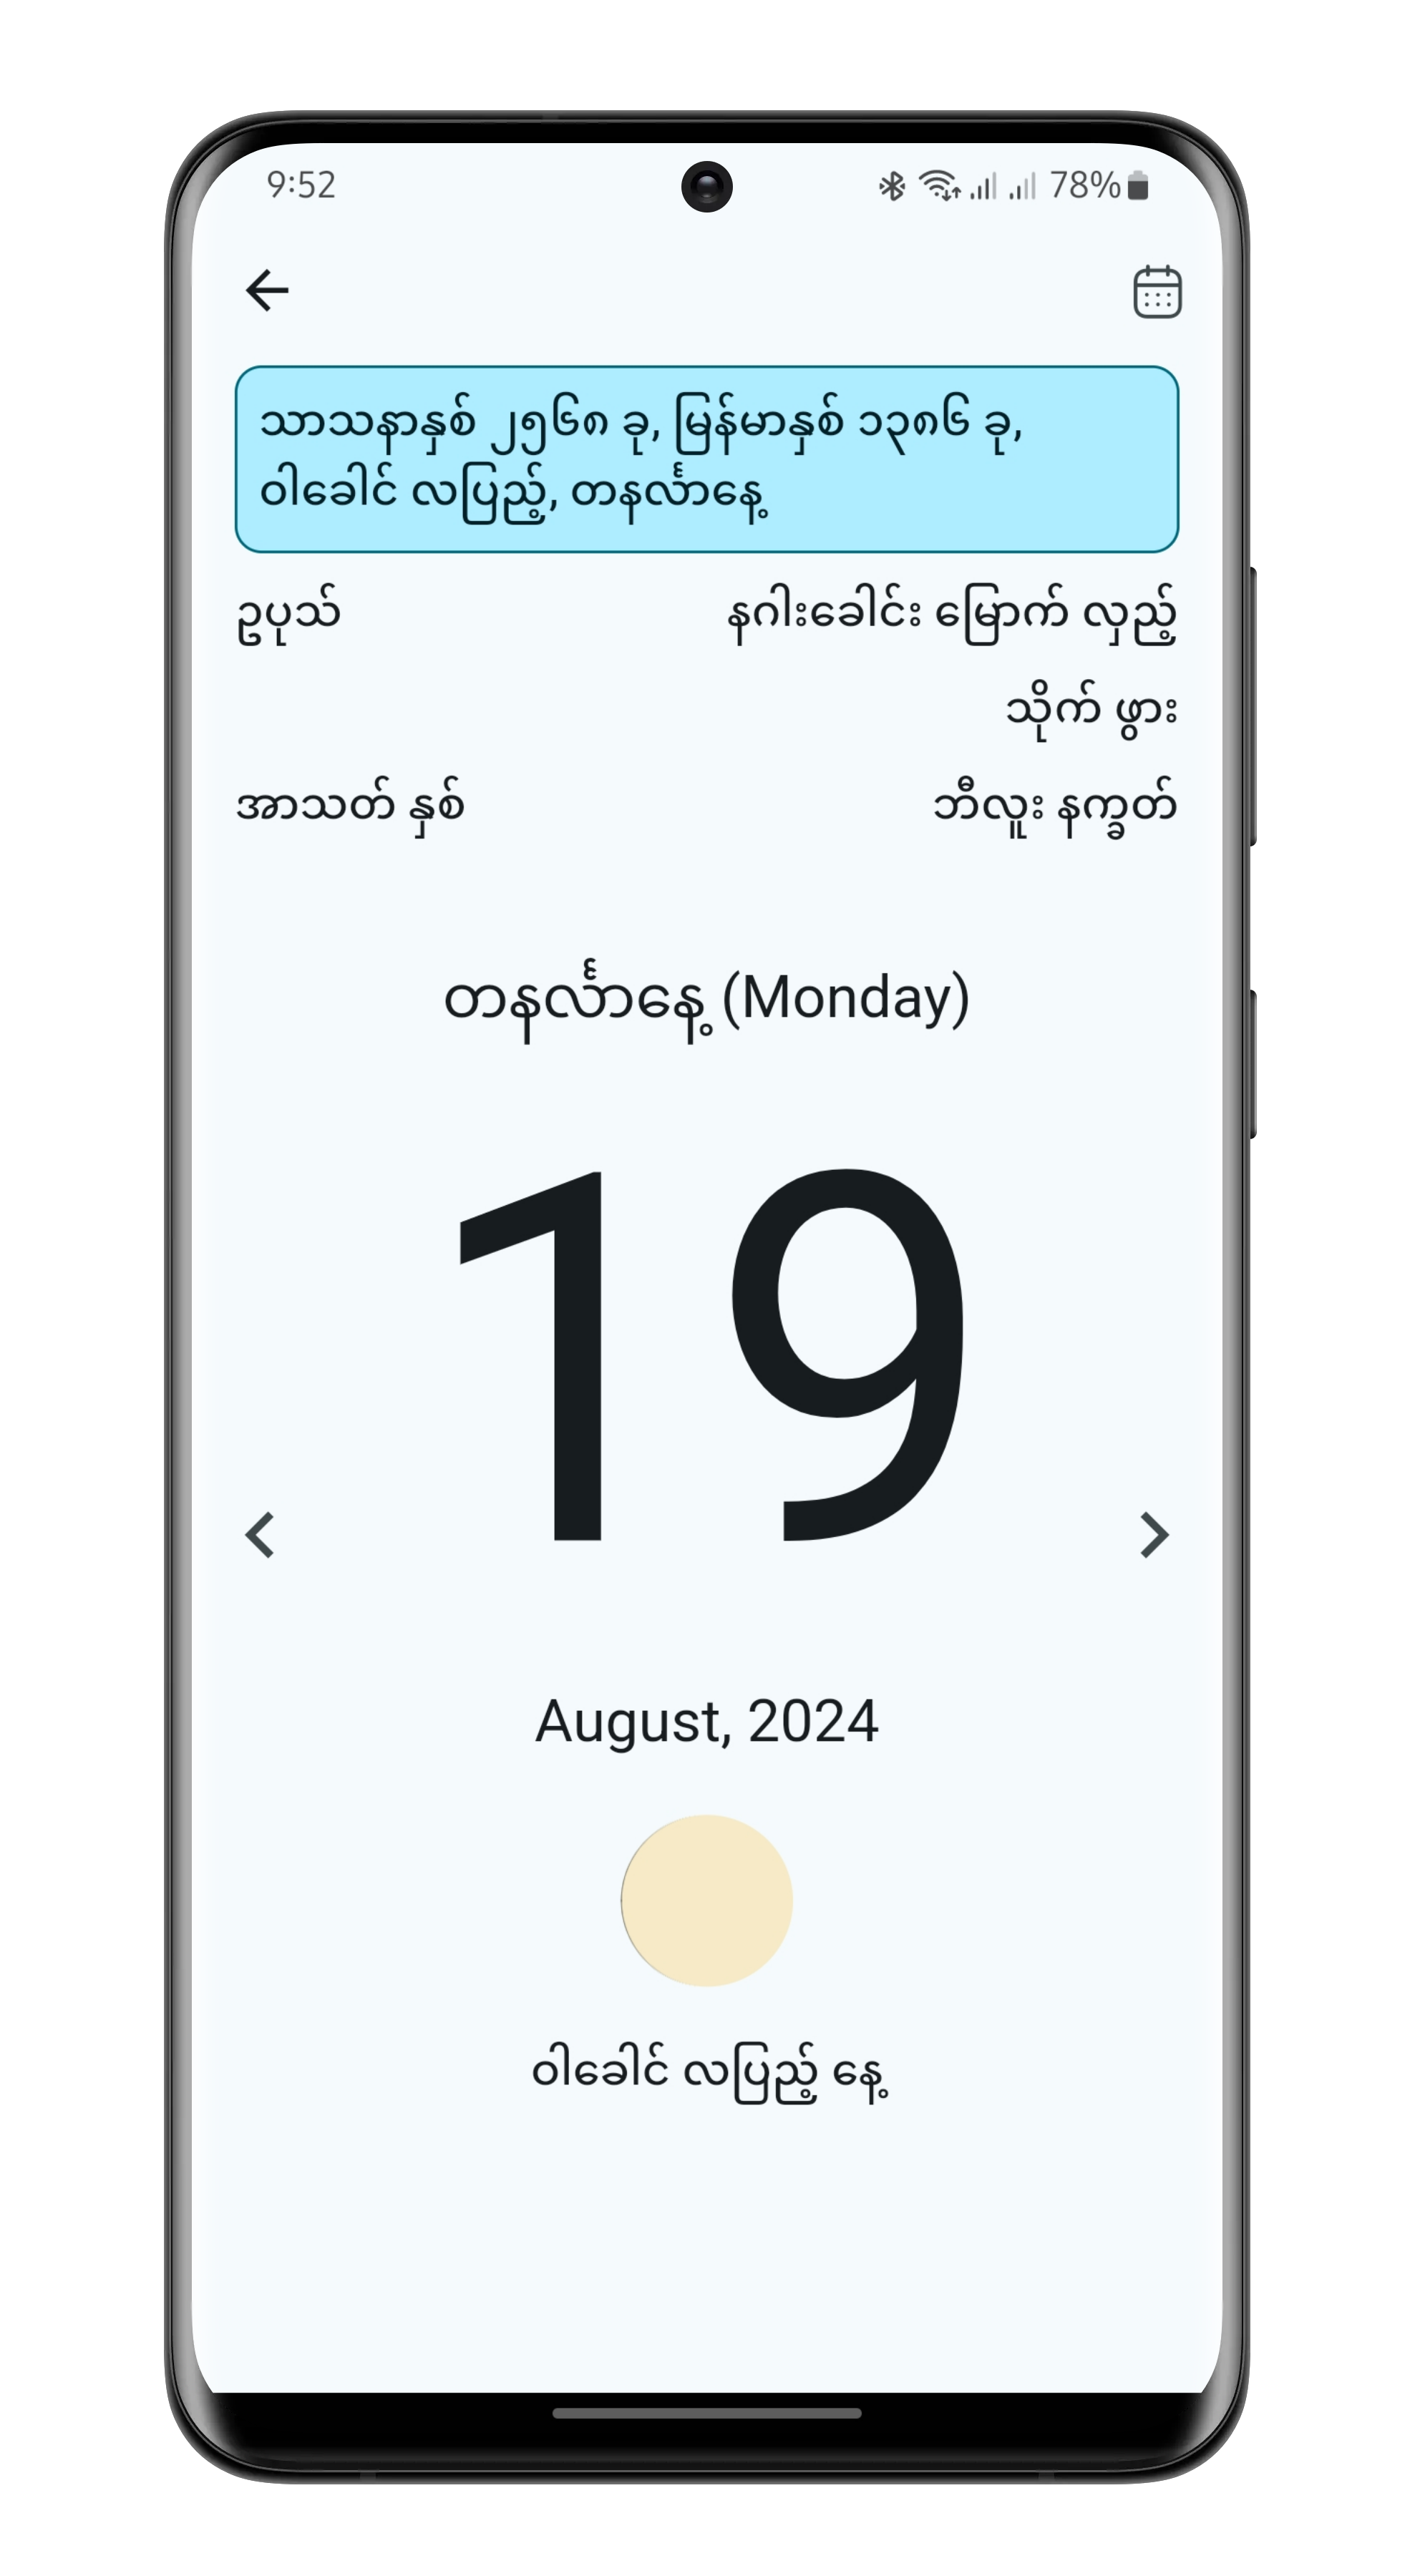 9:52 78%
သာသနာနှစ် ၂၅၆၈ ခု, မြန်မာနှစ် ၁၃၈၆ ခု,
ဝါခေါင် လပြည့်, တနင်္လာနေ့
ဥပုသ် နဂါးခေါင်း မြောက် လှည့်
သိုက် ဖွား
အာသတ် နှစ် ဘီလူး နက္ခတ်
တနင်္လာနေ့ (Monday)
19
August, 2024
ဝါခေါင် လပြည့် နေ့